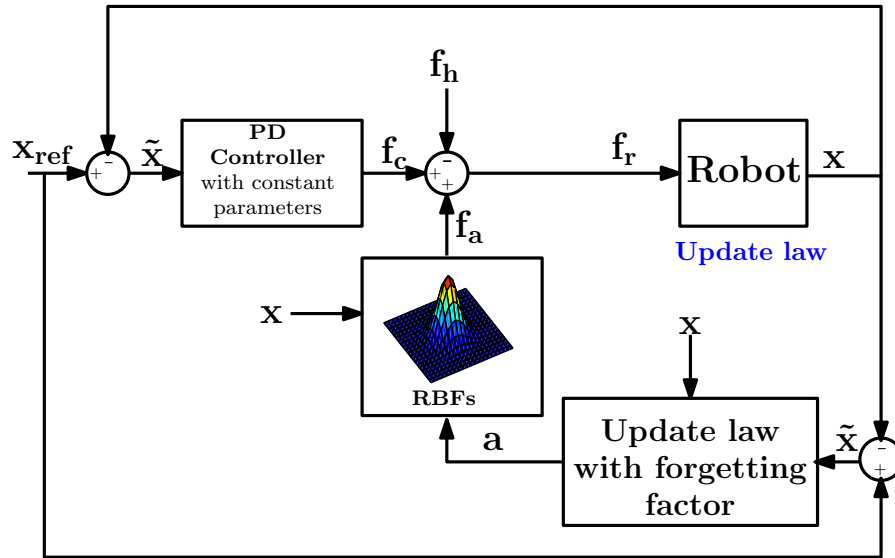 f_h
x_ref
x̃
PD
Controller
with constant
parameters
f_c
f_r
Robot
x
−
+
−
+
+
f_a
Update law
x
RBFs
x
a
Update law
with forgetting
factor
x̃
−
+